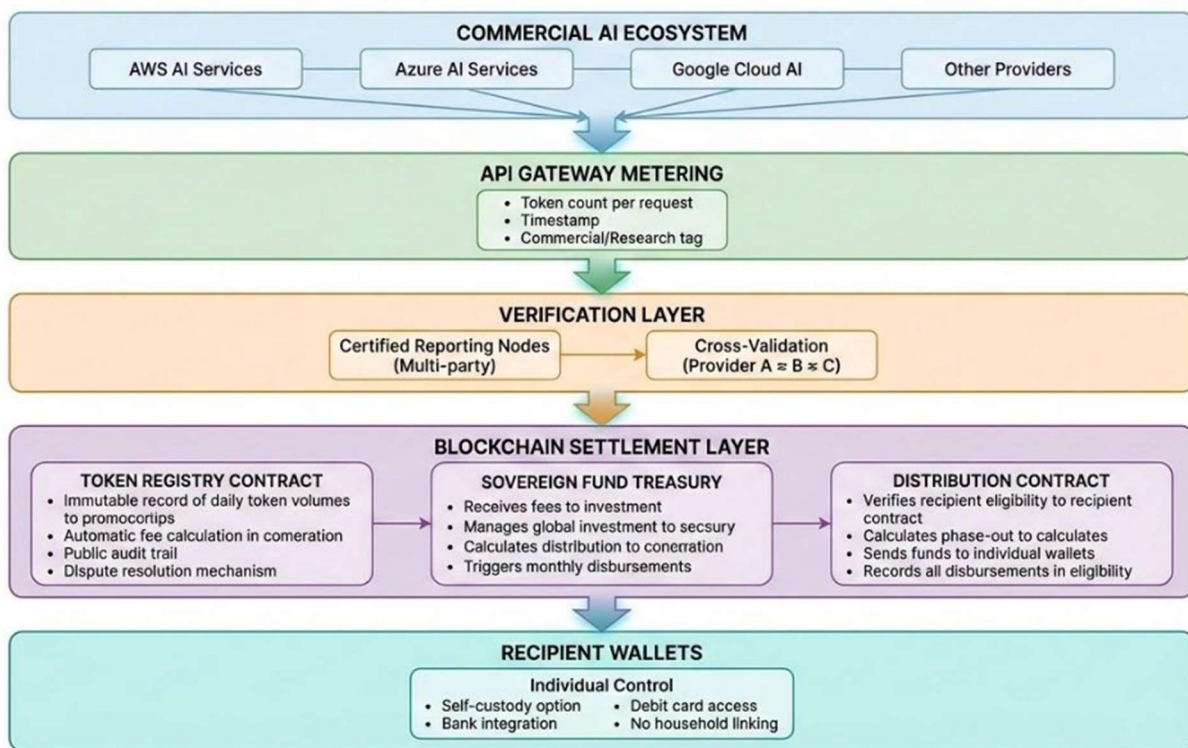 COMMERCIAL AI ECOSYSTEM
AWS AI Services
Azure AI Services
Google Cloud AI
Other Providers
API GATEWAY METERING
• Token count per request
• Timestamp
• Commercial/Research tag
VERIFICATION LAYER
Certified Reporting Nodes
(Multi-party)
Cross-Validation
(Provider A ≈ B ≈ C)
BLOCKCHAIN SETTLEMENT LAYER
TOKEN REGISTRY CONTRACT
• Immutable record of daily token volumes
to promocortips
• Automatic fee calculation in comeration
• Public audit trail
• Dispute resolution mechanism
SOVEREIGN FUND TREASURY
• Receives fees to investment
• Manages global investment to secsury
• Calculates distribution to conerration
• Triggers monthly disbursements
DISTRIBUTION CONTRACT
• Verifies recipient eligibility to recipient
contract
• Calculates phase-out to calculates
• Sends funds to individual wallets
• Records all disbursements in eligibility
RECIPIENT WALLETS
Individual Control
• Self-custody option
• Bank integration
• Debit card access
• No household linking